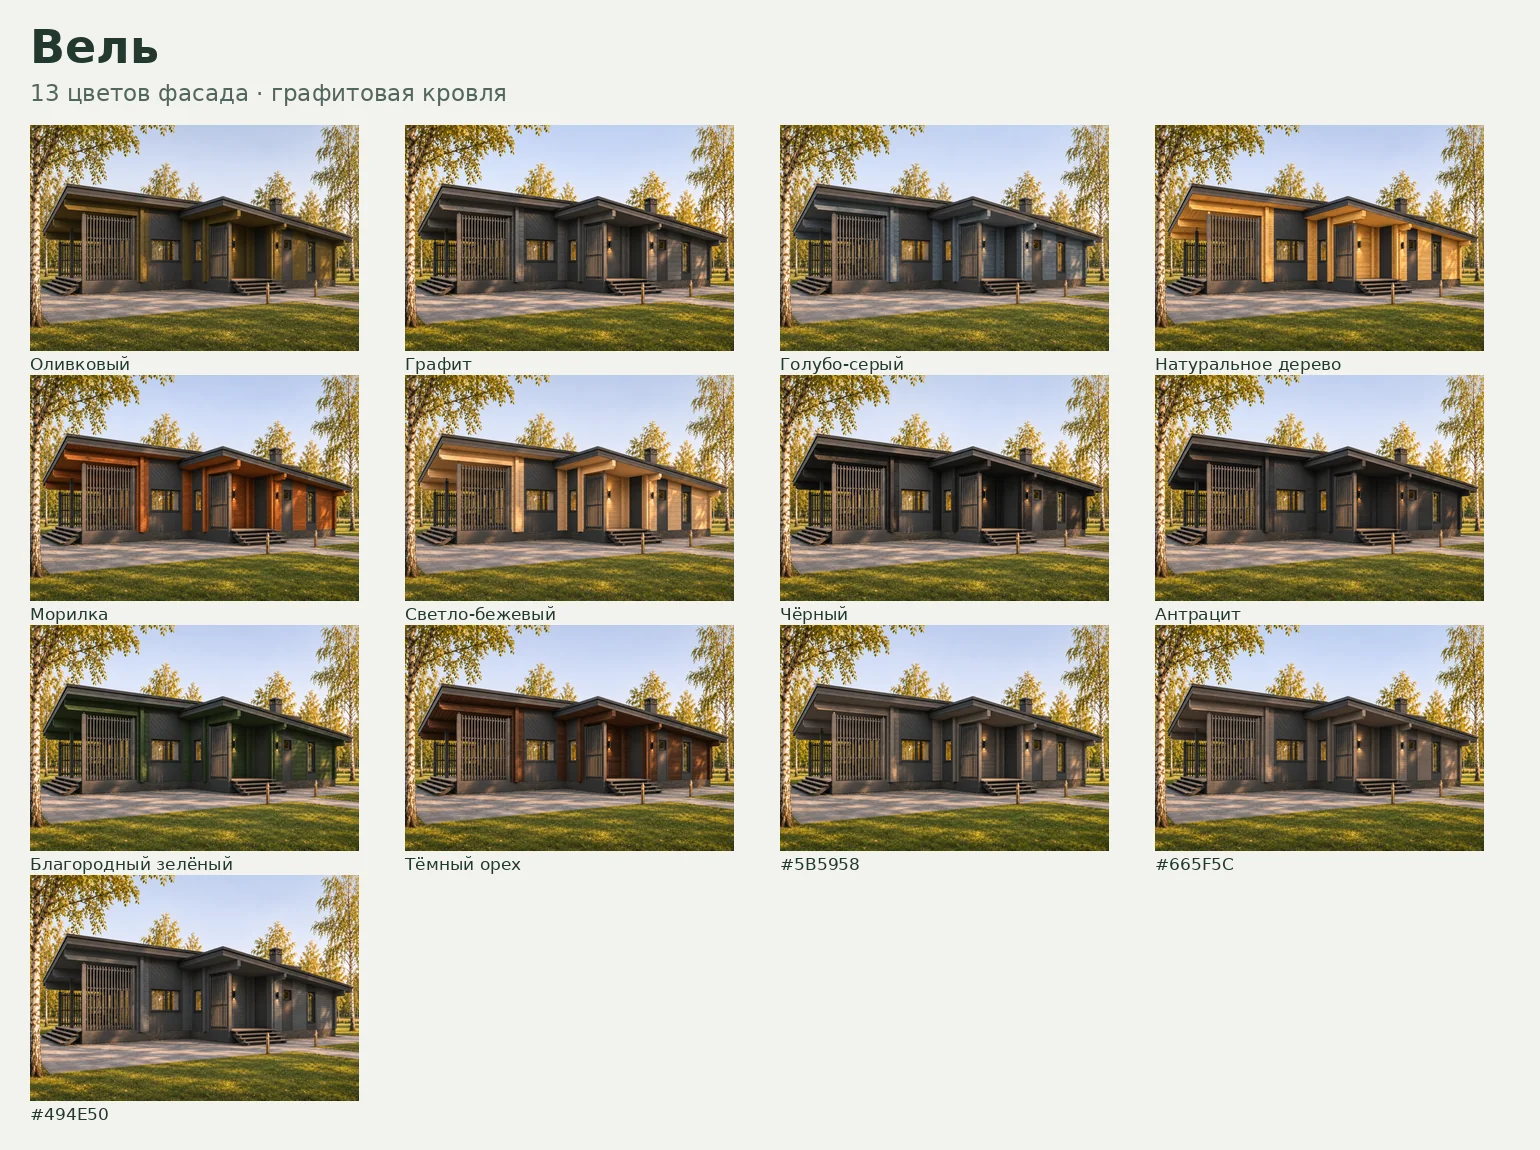 Вель
13 цветов фасада · графитовая кровля
Оливковый
Графит
Голубо-серый
Натуральное дерево
Морилка
Светло-бежевый
Чёрный
Антрацит
Благородный зелёный
Тёмный орех
#5B5958
#665F5C
#494E50